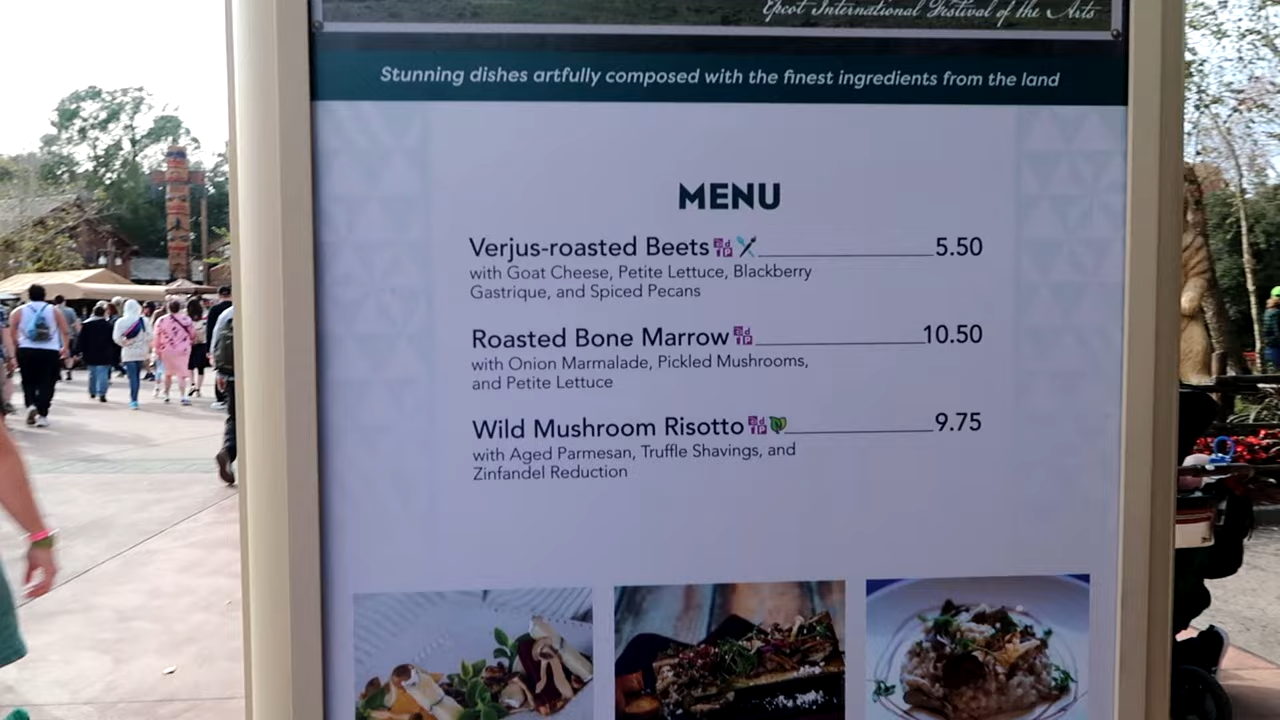 Epcot International Festival of the Arts
Stunning dishes artfully composed with the finest ingredients from the land
MENU
Verjus-roasted Beets 5.50
with Goat Cheese, Petite Lettuce, Blackberry
Gastrique, and Spiced Pecans
Roasted Bone Marrow 10.50
with Onion Marmalade, Pickled Mushrooms,
and Petite Lettuce
Wild Mushroom Risotto 9.75
with Aged Parmesan, Truffle Shavings, and
Zinfandel Reduction